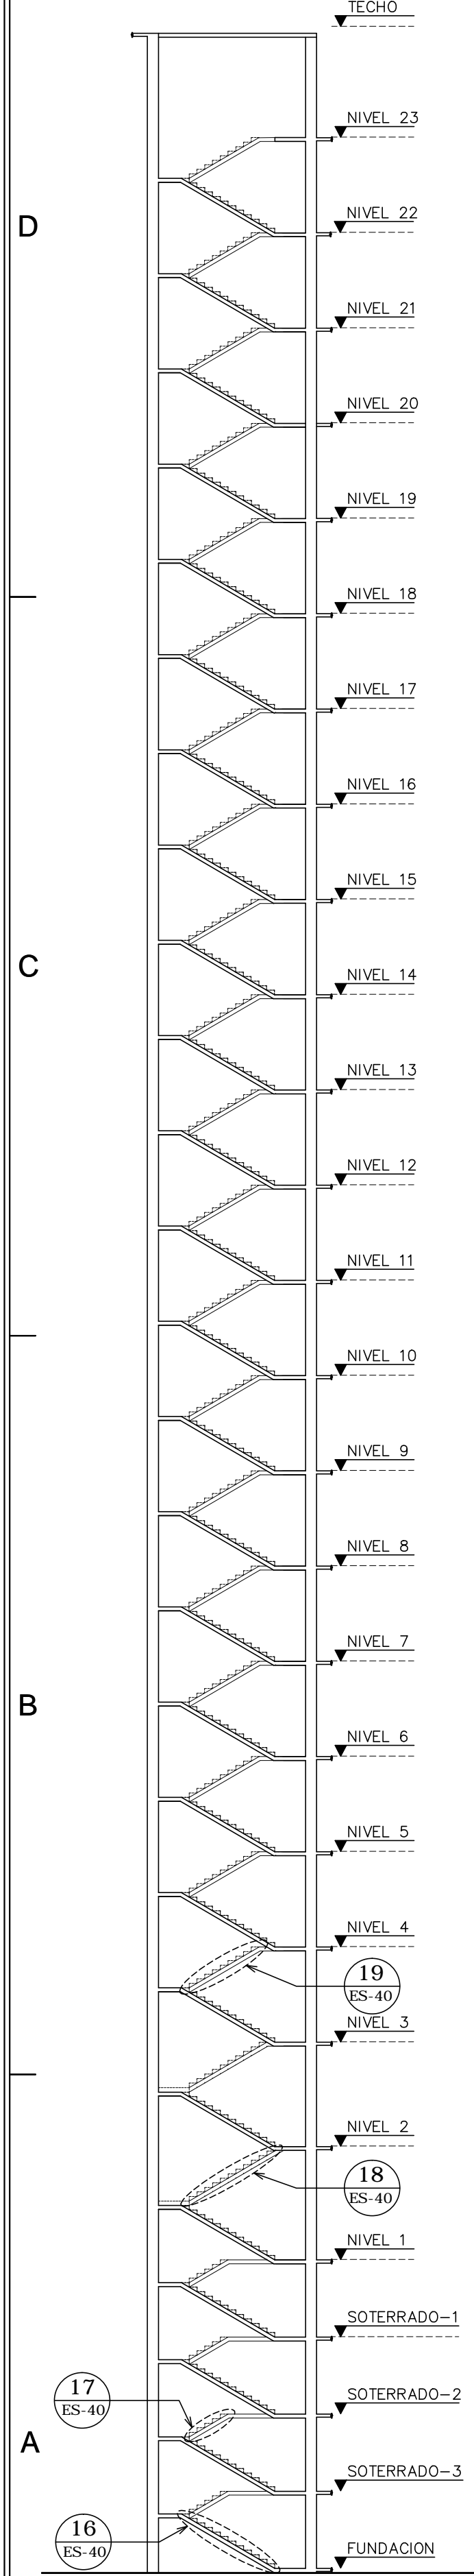 TECHO
NIVEL 23
NIVEL 22
D
NIVEL 21
NIVEL 20
NIVEL 19
NIVEL 18
NIVEL 17
NIVEL 16
NIVEL 15
C
NIVEL 14
NIVEL 13
NIVEL 12
NIVEL 11
NIVEL 10
NIVEL 9
NIVEL 8
NIVEL 7
B
NIVEL 6
NIVEL 5
NIVEL 4
19
ES-40
NIVEL 3
NIVEL 2
18
ES-40
NIVEL 1
SOTERRADO-1
17
ES-40
SOTERRADO-2
A
SOTERRADO-3
16
ES-40
FUNDACION